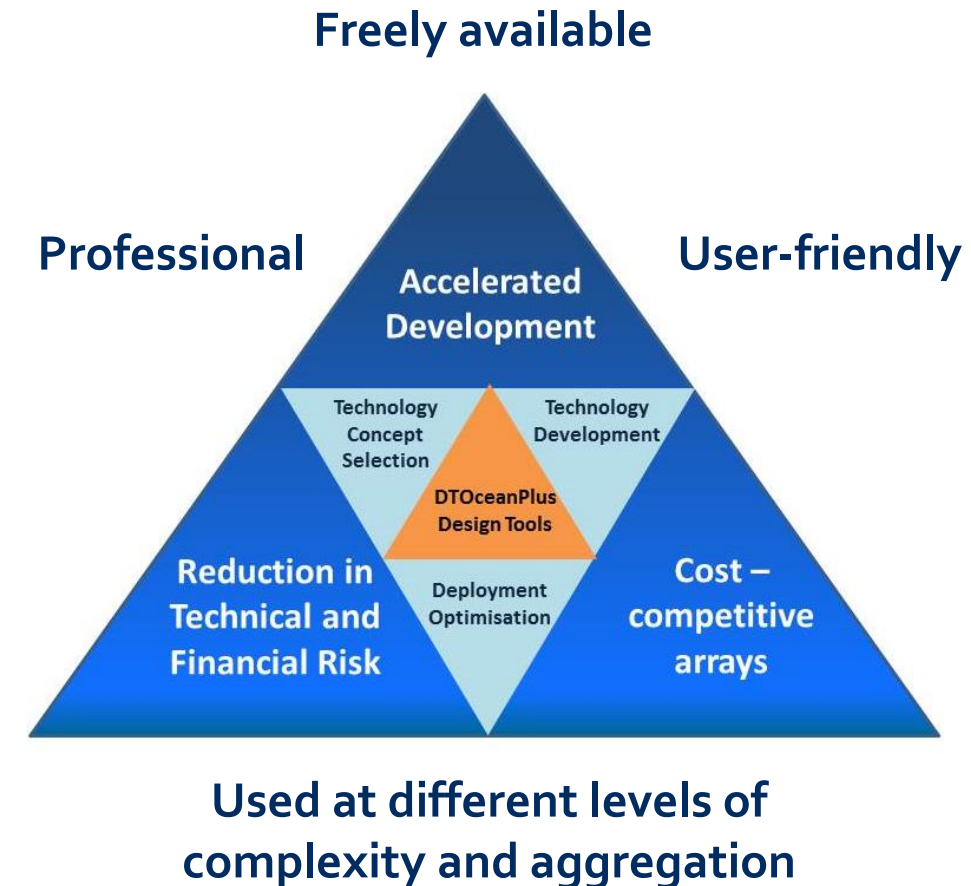 Freely available
Professional
User-friendly
Accelerated
Development
Technology
Concept
Selection
Technology
Development
DTOceanPlus
Design Tools
Reduction in
Technical and
Financial Risk
Deployment
Optimisation
Cost –
competitive
arrays
Used at different levels of
complexity and aggregation